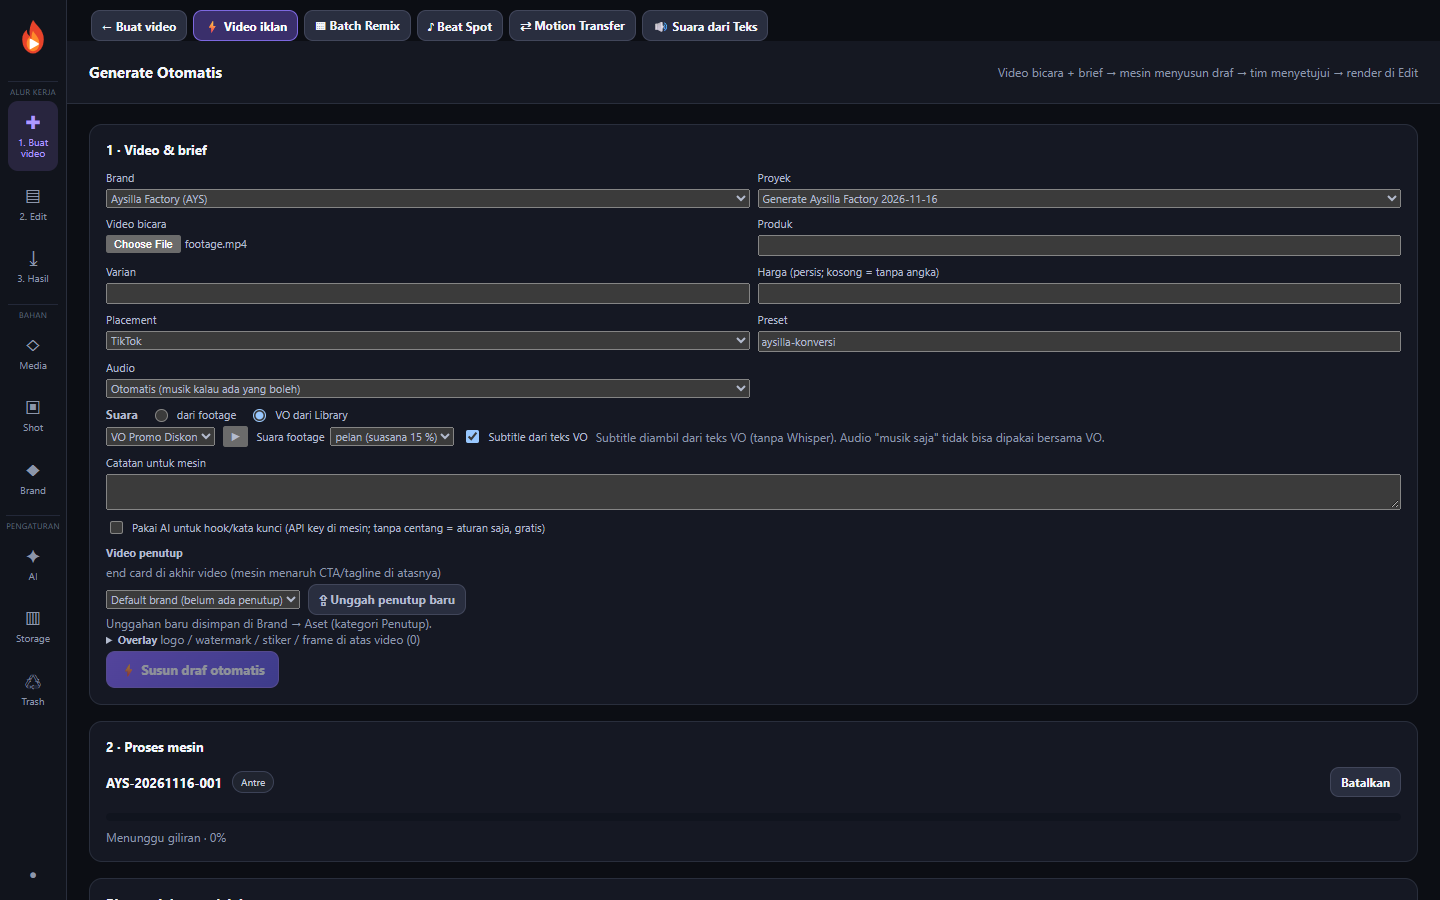 ← Buat video
⚡ Video iklan
▦ Batch Remix
♪ Beat Spot
⇄ Motion Transfer
🔊 Suara dari Teks
Generate Otomatis
Video bicara + brief → mesin menyusun draf → tim menyetujui → render di Edit
ALUR KERJA
1. Buat video
2. Edit
3. Hasil
BAHAN
Media
Shot
Brand
PENGATURAN
AI
Storage
Trash
1 · Video & brief
Brand
Aysilla Factory (AYS)
Proyek
Generate Aysilla Factory 2026-11-16
Video bicara
Choose File footage.mp4
Produk
Varian
Harga (persis; kosong = tanpa angka)
Placement
TikTok
Preset
aysilla-konversi
Audio
Otomatis (musik kalau ada yang boleh)
Suara dari footage VO dari Library
VO Promo Diskon ▶ Suara footage pelan (suasana 15 %) Subtitle dari teks VO Subtitle diambil dari teks VO (tanpa Whisper). Audio "musik saja" tidak bisa dipakai bersama VO.
Catatan untuk mesin
Pakai AI untuk hook/kata kunci (API key di mesin; tanpa centang = aturan saja, gratis)
Video penutup
end card di akhir video (mesin menaruh CTA/tagline di atasnya)
Default brand (belum ada penutup) ⇪ Unggah penutup baru
Unggahan baru disimpan di Brand → Aset (kategori Penutup).
▶ Overlay logo / watermark / stiker / frame di atas video (0)
⚡ Susun draf otomatis
2 · Proses mesin
AYS-20261116-001 Antre
Batalkan
Menunggu giliran · 0%